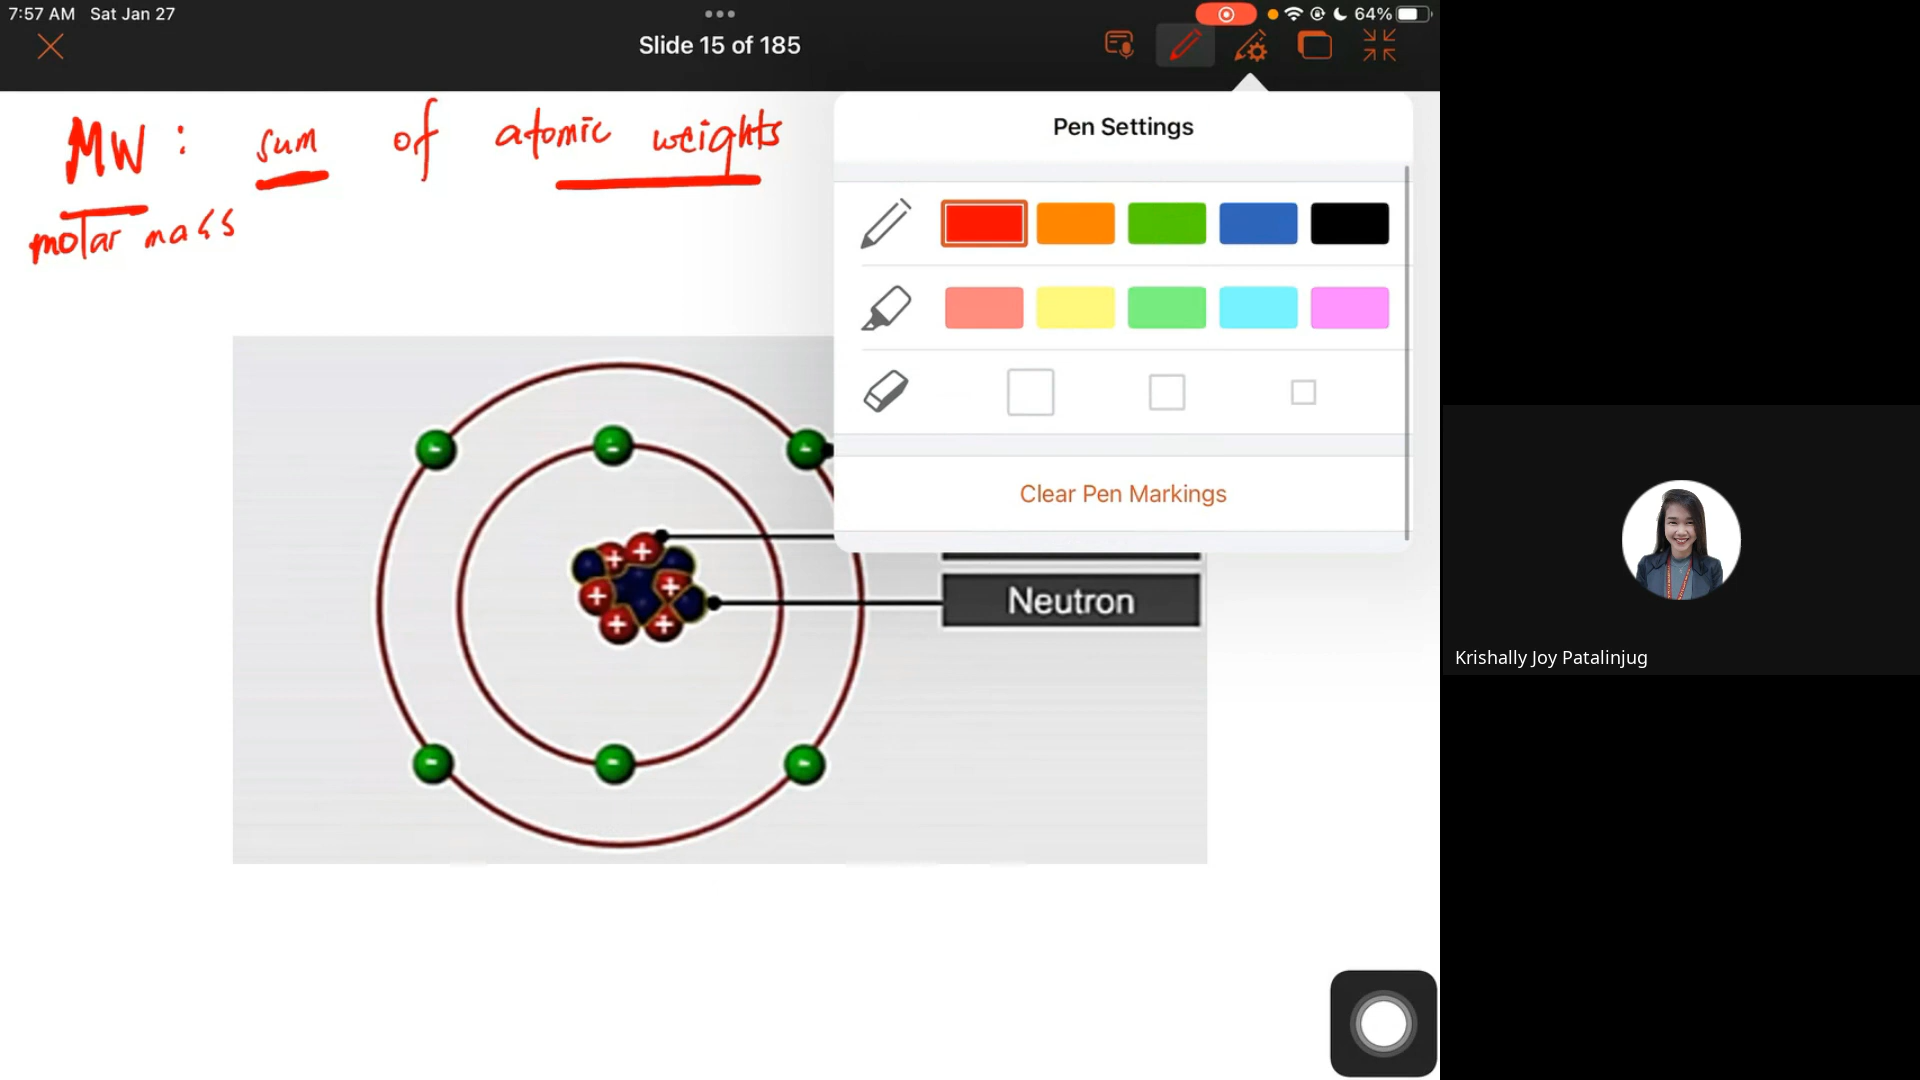 7:57 AM Sat Jan 27
64%
Slide 15 of 185
MW : sum of atomic weights
molar mass
Pen Settings
Clear Pen Markings
Neutron
Krishally Joy Patalinjug